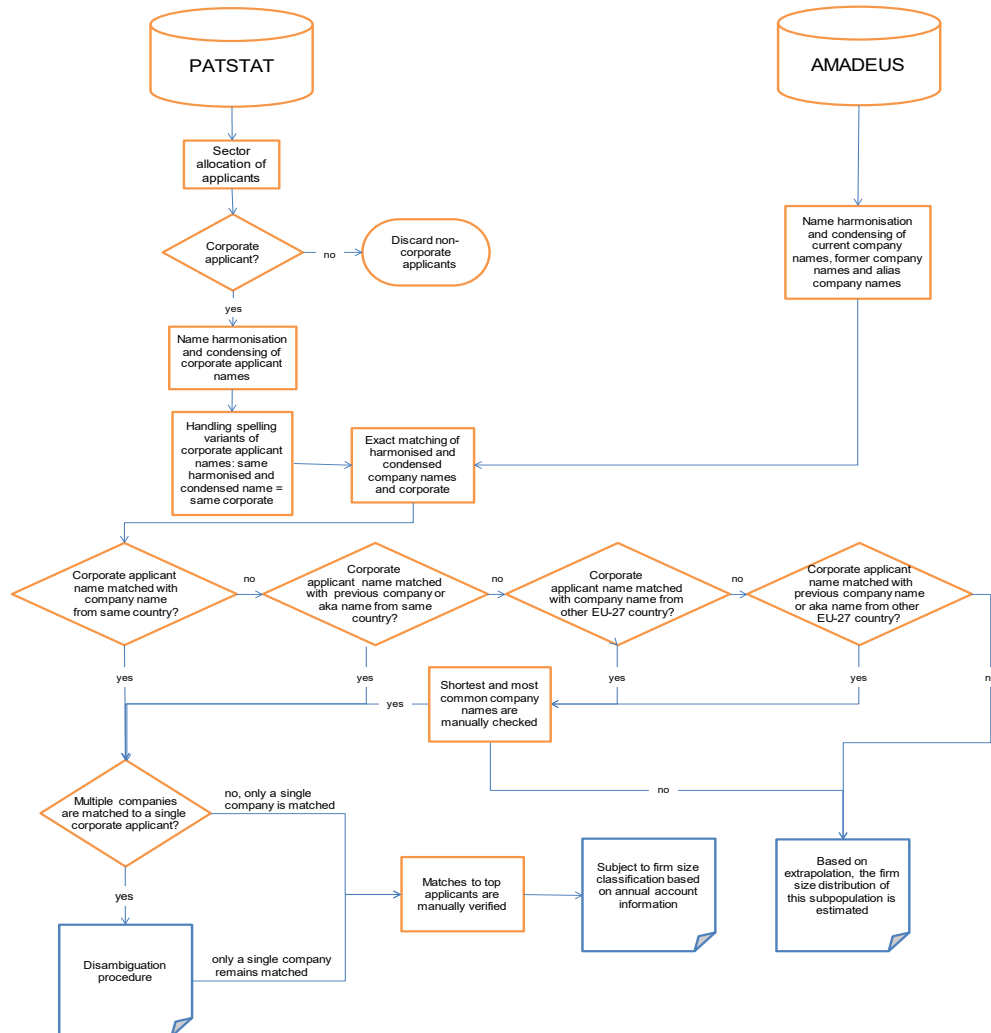 PATSTAT
AMADEUS
Sector
allocation of
applicants
Corporate
applicant?
no
Discard non-
corporate
applicants
Name harmonisation
and condensing of
current company
names, former company
names and alias
company names
yes
Name harmonisation
and condensing of
corporate applicant
names
Handling spelling
variants of
corporate applicant
names: same
harmonised and
condensed name =
same corporate
Exact matching of
harmonised and
condensed
company names
and corporate
Corporate applicant
name matched with
company name
from same country?
no
Corporate
applicant name matched
with previous company or
aka name from same
country?
no
Corporate
applicant name matched
with company name from
other EU-27 country?
no
Corporate applicant
name matched with
previous company name
or aka name from other
EU-27 country?
yes
yes
yes
yes
n
Shortest and most
common company
names are
manually checked
yes
no
Multiple companies
are matched to a single
corporate applicant?
no, only a single
company is matched
yes
Matches to top
applicants are
manually verified
Subject to firm size
classification based
on annual account
information
Based on
extrapolation, the firm
size distribution of
this subpopulation is
estimated
Disambiguation
procedure
only a single company
remains matched